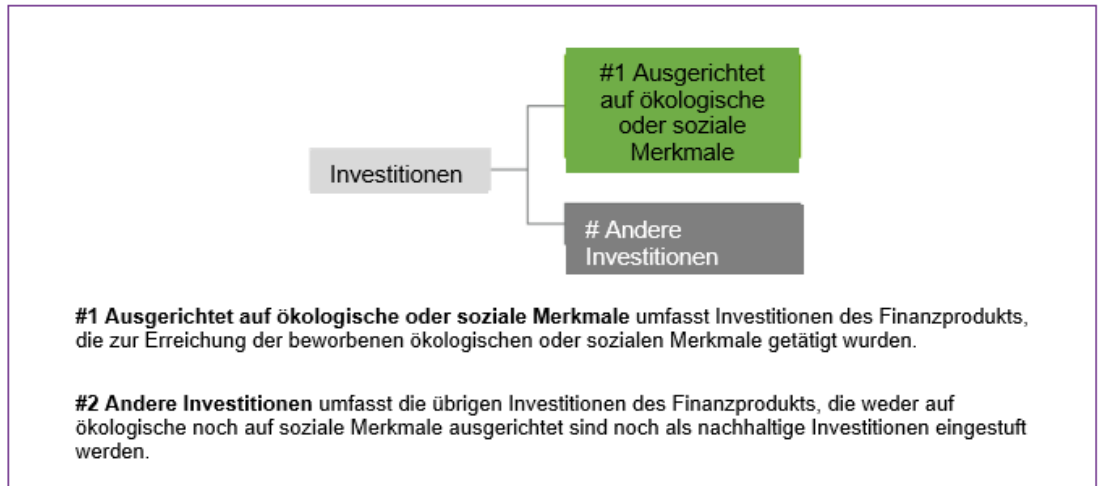 #1 Ausgerichtet
auf ökologische
oder soziale
Merkmale
Investitionen
# Andere
Investitionen
#1 Ausgerichtet auf ökologische oder soziale Merkmale umfasst Investitionen des Finanzprodukts,
die zur Erreichung der beworbenen ökologischen oder sozialen Merkmale getätigt wurden.
#2 Andere Investitionen umfasst die übrigen Investitionen des Finanzprodukts, die weder auf
ökologische noch auf soziale Merkmale ausgerichtet sind noch als nachhaltige Investitionen eingestuft
werden.